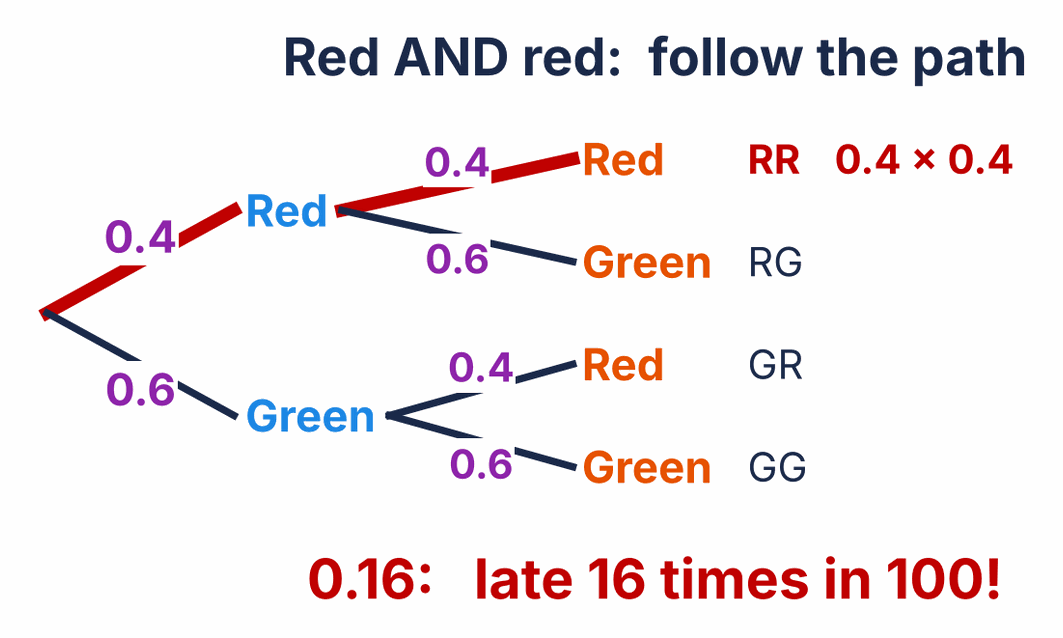 Red AND red: follow the path
0.4 Red RR 0.4 × 0.4
0.4 Red
0.6 Green RG
0.4 Red GR
0.6 Green
0.6 Green GG
0.16: late 16 times in 100!